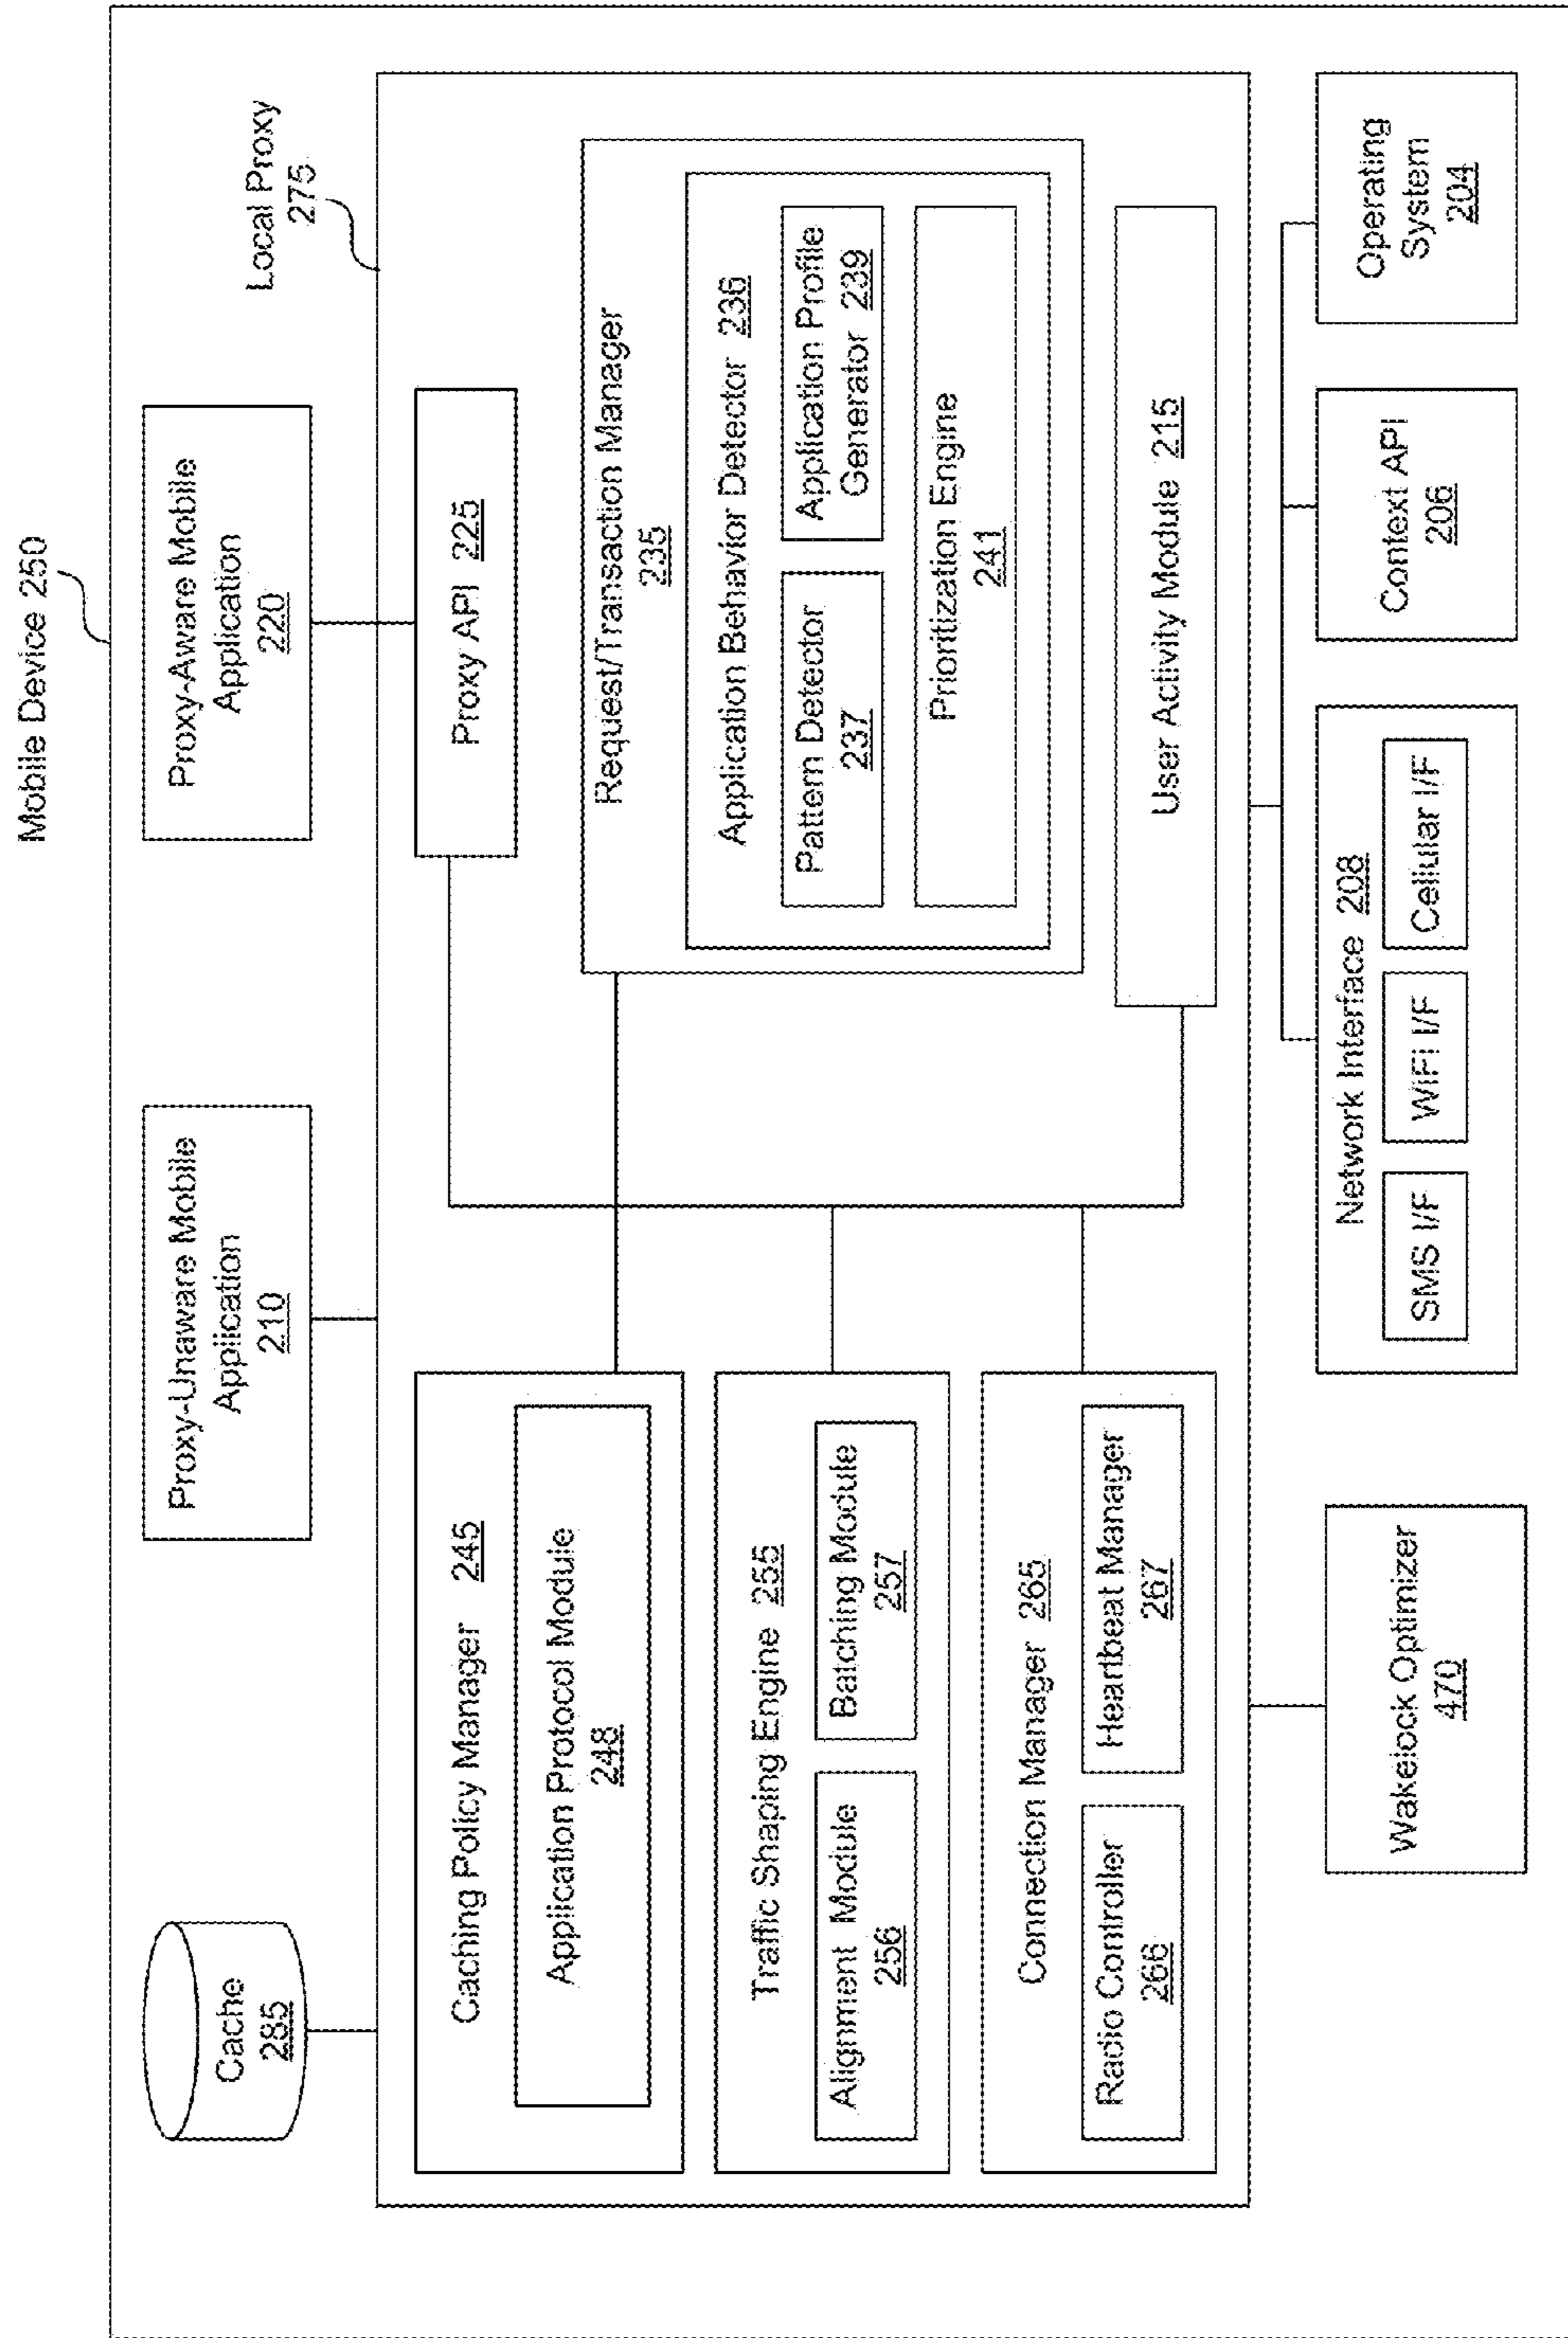 Mobile Device 250
Cache
285
Proxy-Unaware Mobile
Application
210
Proxy-Aware Mobile
Application
220
Local Proxy
275
Caching Policy Manager 245
Application Protocol Module
248
Traffic Shaping Engine 255
Alignment Module
256
Batching Module
257
Connection Manager 265
Radio Controller
266
Heartbeat Manager
267
Proxy API 225
Request/Transaction Manager
235
Application Behavior Detector 236
Pattern Detector
237
Application Profile
Generator 239
Prioritization Engine
241
User Activity Module 215
Wakelock Optimizer
470
Network Interface 208
SMS I/F
WiFi I/F
Cellular I/F
Context API
206
Operating
System
204